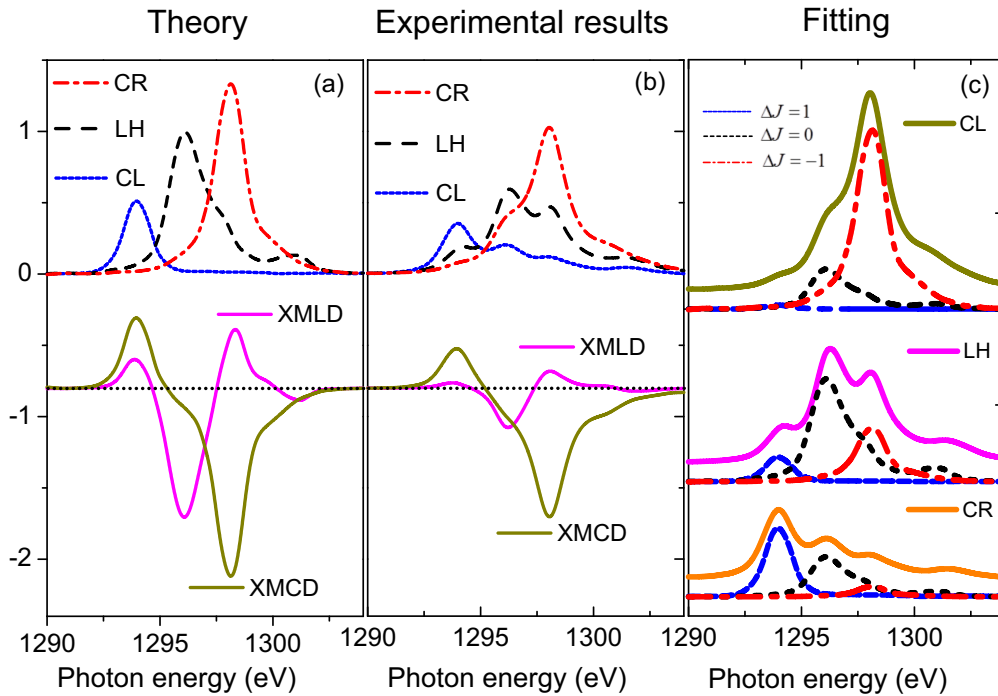 Theory
Experimental results
Fitting
(a)
CR
LH
CL
XMLD
XMCD
1
0
-1
-2
1290
1295
1300
Photon energy (eV)
(b)
CR
LH
CL
XMLD
XMCD
1290
1295
1300
Photon energy (eV)
(c)
ΔJ = 1
ΔJ = 0
ΔJ = −1
CL
LH
CR
1290
1295
1300
Photon energy (eV)